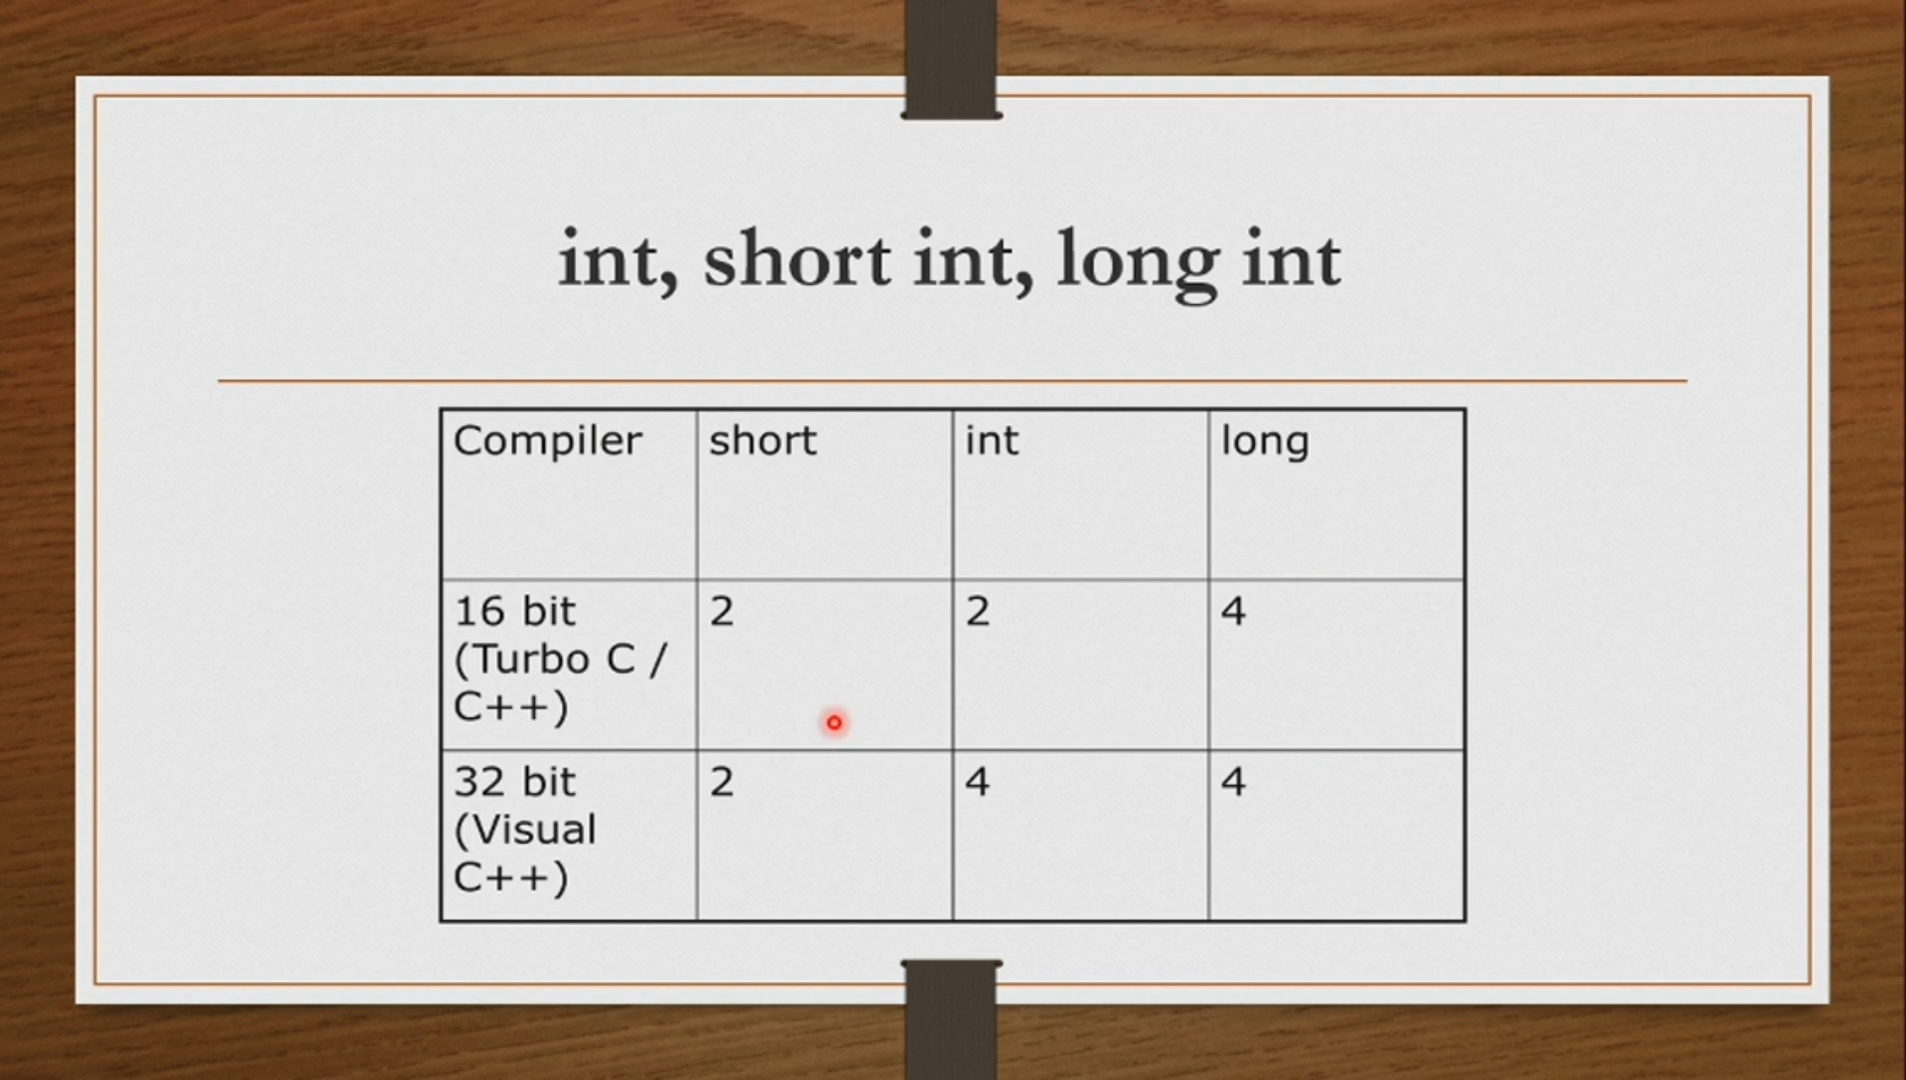 int, short int, long int
Compiler short int long
16 bit 2 2 4
(Turbo C /
C++)
32 bit 2 4 4
(Visual
C++)